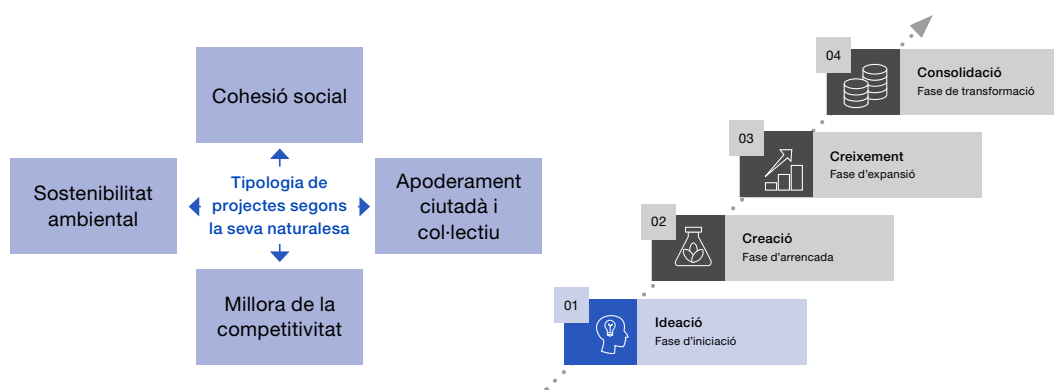 Cohesió social
Sostenibilitat
ambiental
Tipologia de
projectes segons
la seva naturalesa
Apoderament
ciutadà i
col·lectiu
Millora de la
competitivitat
04
Consolidació
Fase de transformació
03
Creixement
Fase d'expansió
02
Creació
Fase d'arrencada
01
Ideació
Fase d'iniciació